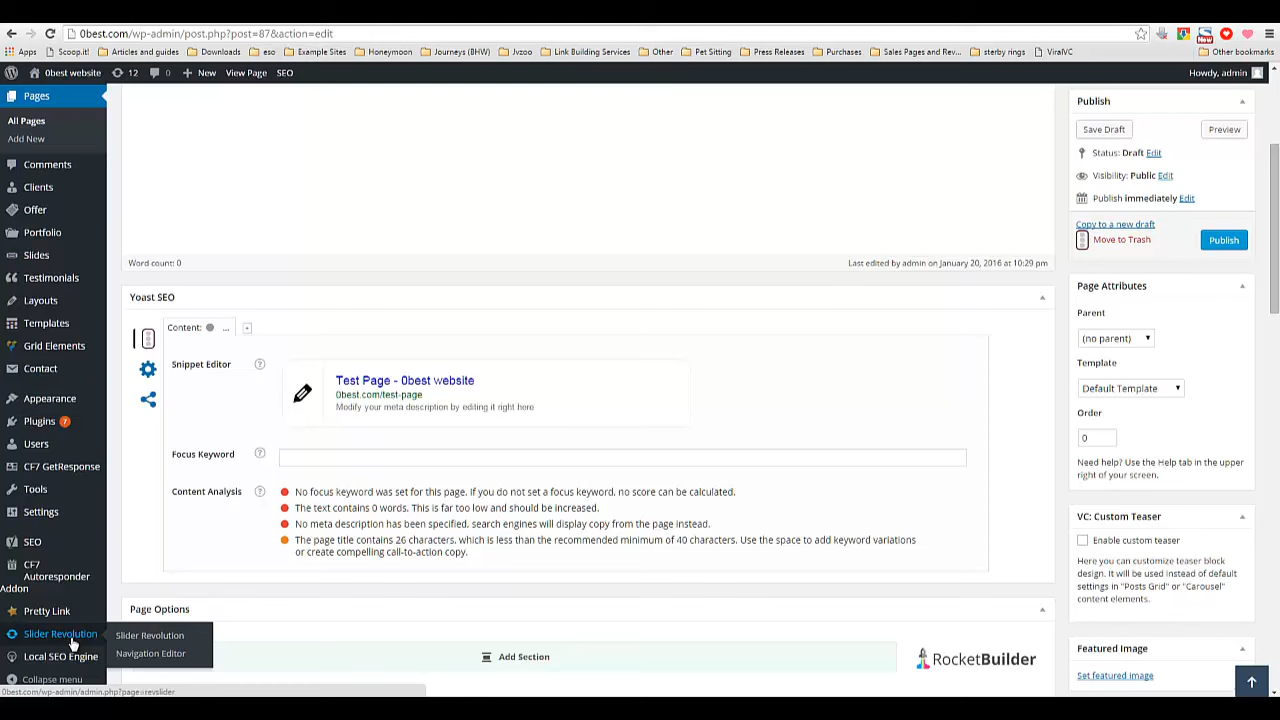 0best.com/wp-admin/post.php?post=87&action=edit
Apps Scoop.it! Articles and guides Downloads eso Example Sites Honeymoon Journeys (BHW) Jvzoo Link Building Services Other Pet Sitting Press Releases Purchases Sales Pages and Rev... sterby rings ViralVC Other bookmarks
0best website 12 0 New View Page SEO Howdy, admin
Pages
All Pages
Add New
Comments
Clients
Offer
Portfolio
Slides
Testimonials
Layouts
Templates
Grid Elements
Contact
Appearance
Plugins 7
Users
CF7 GetResponse
Tools
Settings
SEO
CF7
Autoresponder
Addon
Pretty Link
Slider Revolution
Local SEO Engine
Collapse menu
Slider Revolution
Navigation Editor
0best.com/wp-admin/admin.php?page=revslider
Word count: 0 Last edited by admin on January 20, 2016 at 10:29 pm
Yoast SEO
Content: ... +
Snippet Editor ?
Test Page - 0best website
0best.com/test-page
Modify your meta description by editing it right here
Focus Keyword ?
Content Analysis ?
No focus keyword was set for this page. If you do not set a focus keyword, no score can be calculated.
The text contains 0 words. This is far too low and should be increased.
No meta description has been specified, search engines will display copy from the page instead.
The page title contains 26 characters, which is less than the recommended minimum of 40 characters. Use the space to add keyword variations
or create compelling call-to-action copy.
Page Options
Add Section
RocketBuilder
Publish
Save Draft Preview
Status: Draft Edit
Visibility: Public Edit
Publish immediately Edit
Copy to a new draft
Move to Trash Publish
Page Attributes
Parent
(no parent)
Template
Default Template
Order
0
Need help? Use the Help tab in the upper
right of your screen.
VC: Custom Teaser
Enable custom teaser
Here you can customize teaser block
design. It will be used instead of default
settings in "Posts Grid" or "Carousel"
content elements.
Featured Image
Set featured image